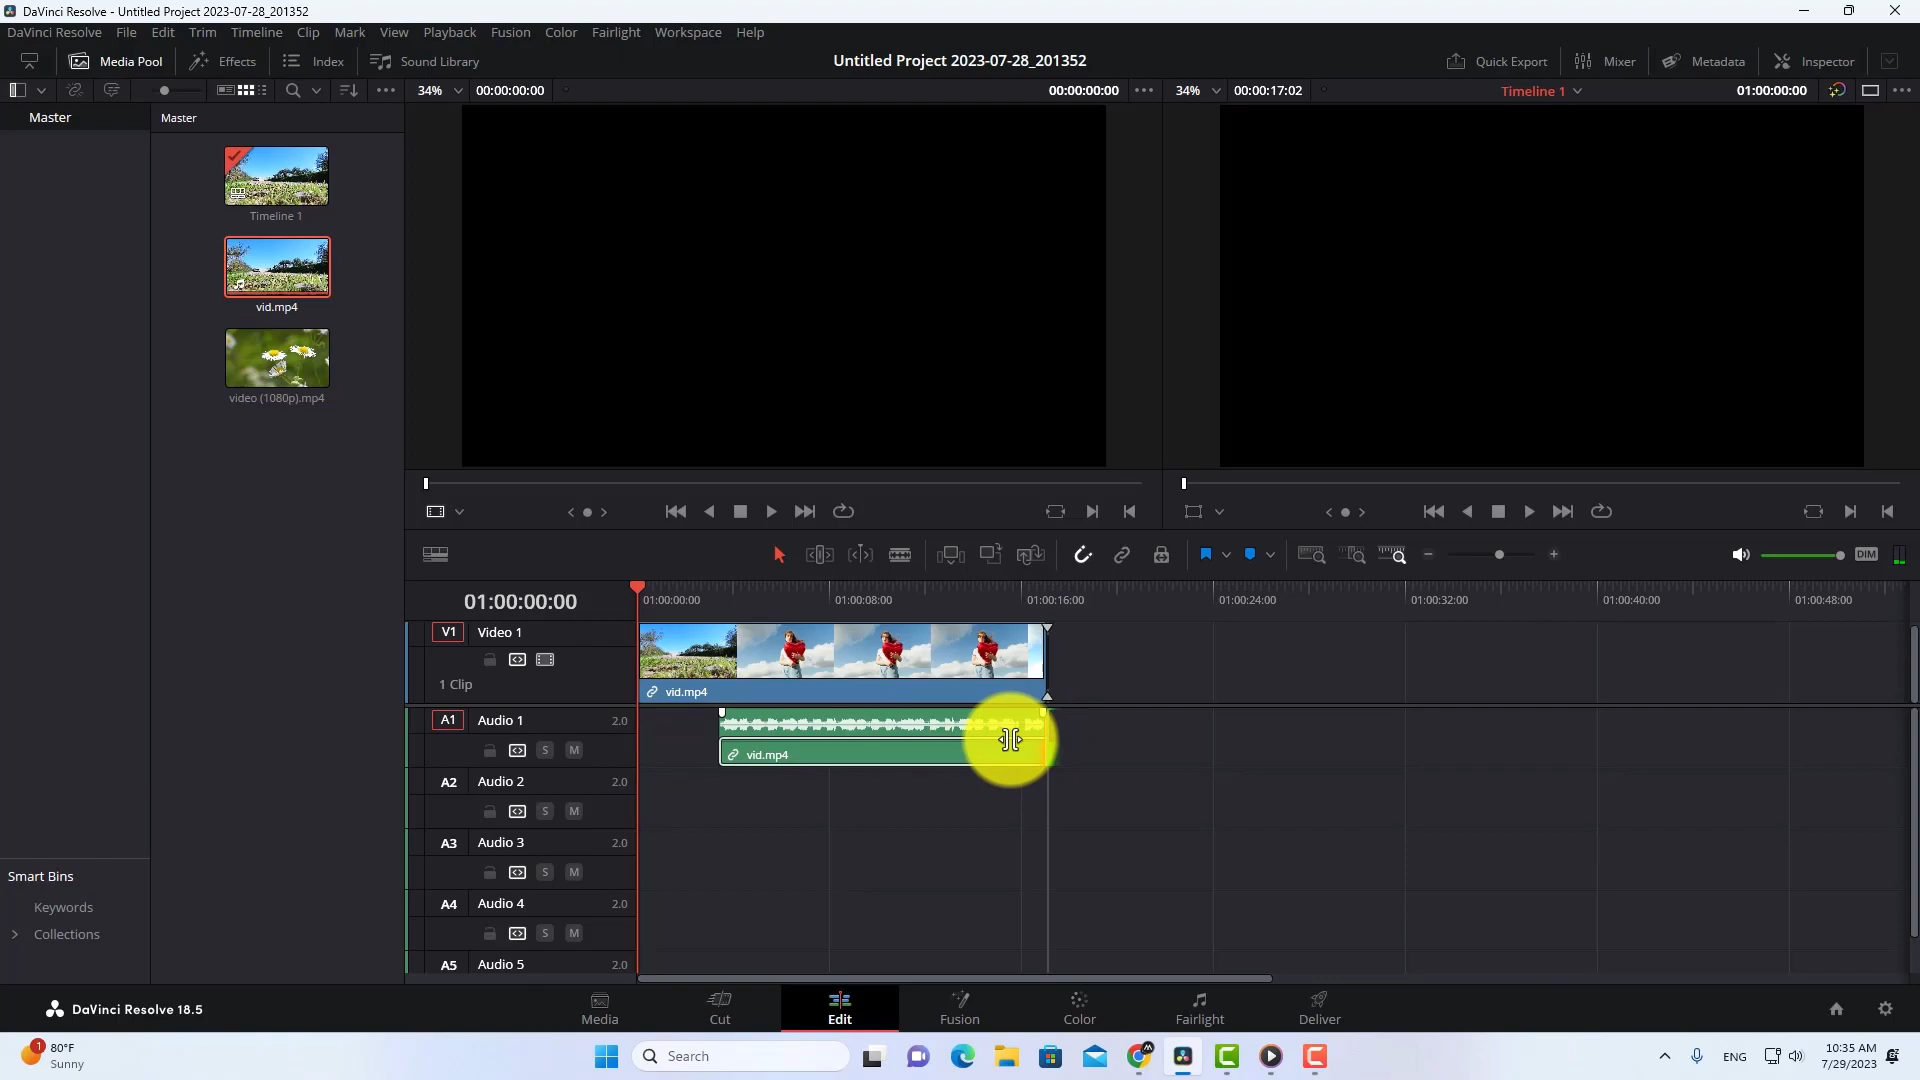 DaVinci Resolve - Untitled Project 2023-07-28_201352
DaVinci Resolve File Edit Trim Timeline Clip Mark View Playback Fusion Color Fairlight Workspace Help
Media Pool Effects Index Sound Library Untitled Project 2023-07-28_201352 Quick Export Mixer Metadata Inspector
34% 00:00:00:00 00:00:00:00 34% 00:00:17:02 Timeline 1 01:00:00:00
Master Master
Timeline 1
vid.mp4
video (1080p).mp4
DIM
01:00:00:00 01:00:00:00 01:00:08:00 01:00:16:00 01:00:24:00 01:00:32:00 01:00:40:00 01:00:48:00
V1 Video 1
1 Clip vid.mp4
A1 Audio 1 2.0
S M vid.mp4
A2 Audio 2 2.0
S M
A3 Audio 3 2.0
S M
A4 Audio 4 2.0
S M
A5 Audio 5 2.0
Smart Bins
Keywords
Collections
DaVinci Resolve 18.5 Media Cut Edit Fusion Color Fairlight Deliver
1 80°F
Sunny
Search
ENG
10:35 AM
7/29/2023